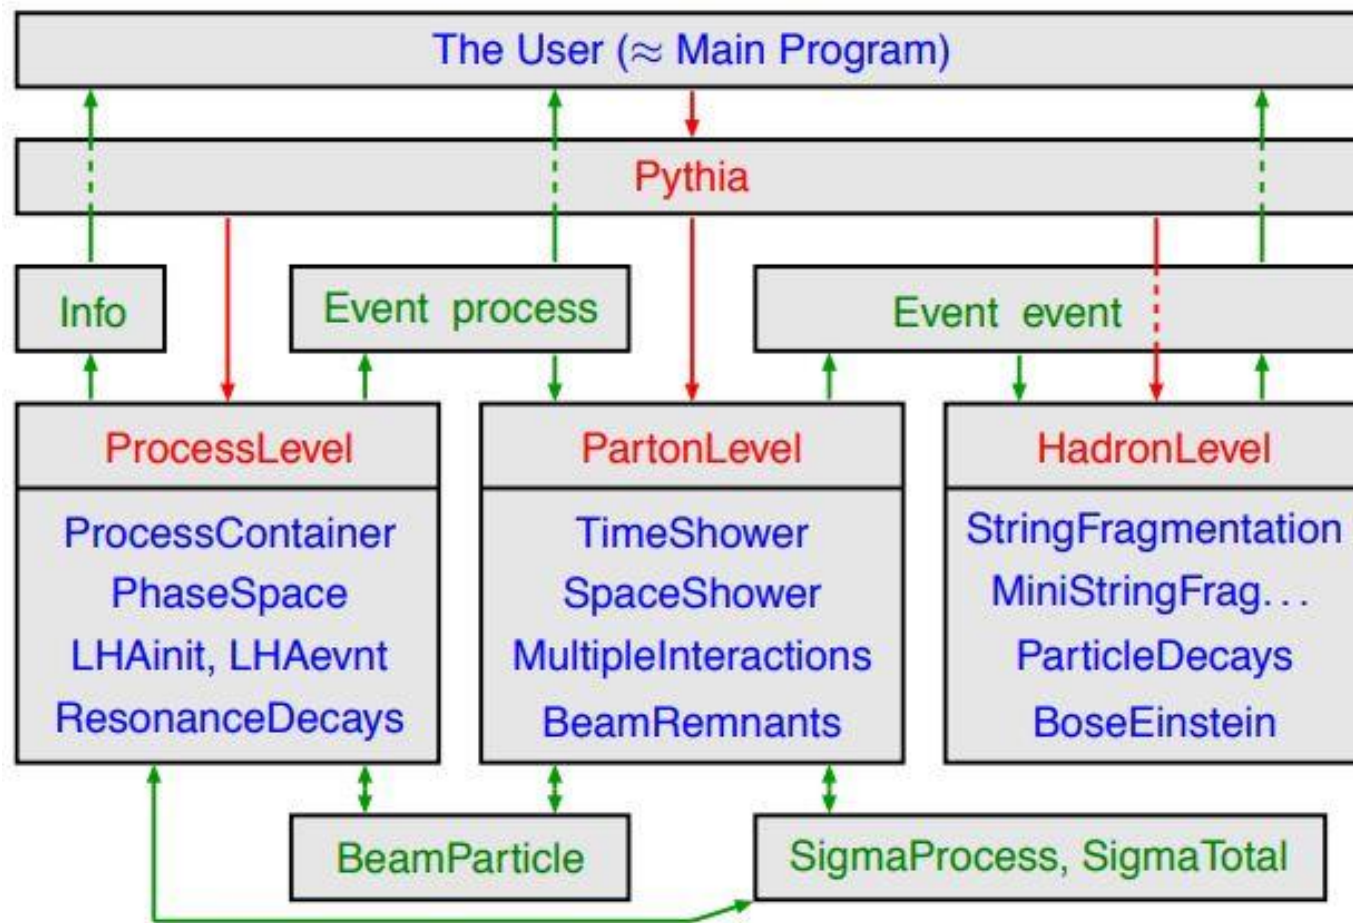 The User (≈ Main Program)
Pythia
Info
Event process
Event event
ProcessLevel
ProcessContainer
PhaseSpace
LHAinit, LHAevnt
ResonanceDecays
PartonLevel
TimeShower
SpaceShower
MultipleInteractions
BeamRemnants
HadronLevel
StringFragmentation
MiniStringFrag...
ParticleDecays
BoseEinstein
BeamParticle
SigmaProcess, SigmaTotal